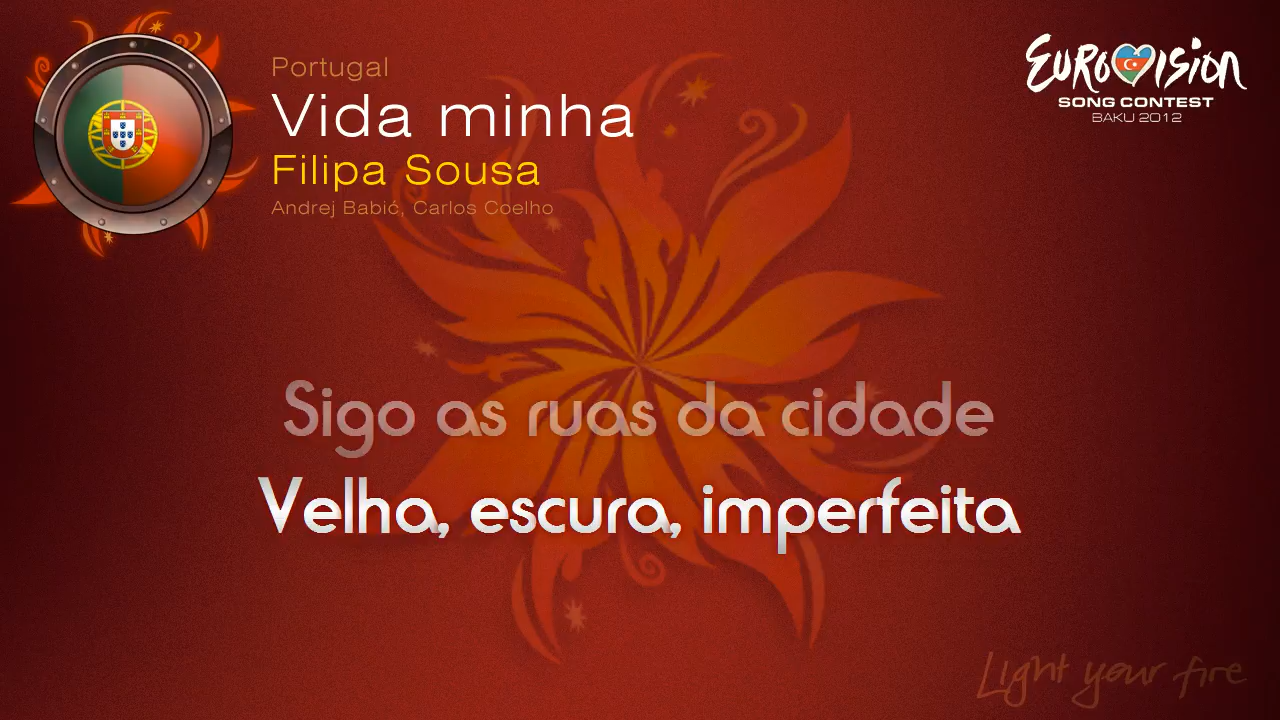 Portugal
Vida minha
Filipa Sousa
Andrej Babić, Carlos Coelho
EUROVISION
SONG CONTEST
BAKU 2012
Sigo as ruas da cidade
Velha, escura, imperfeita
Light your fire